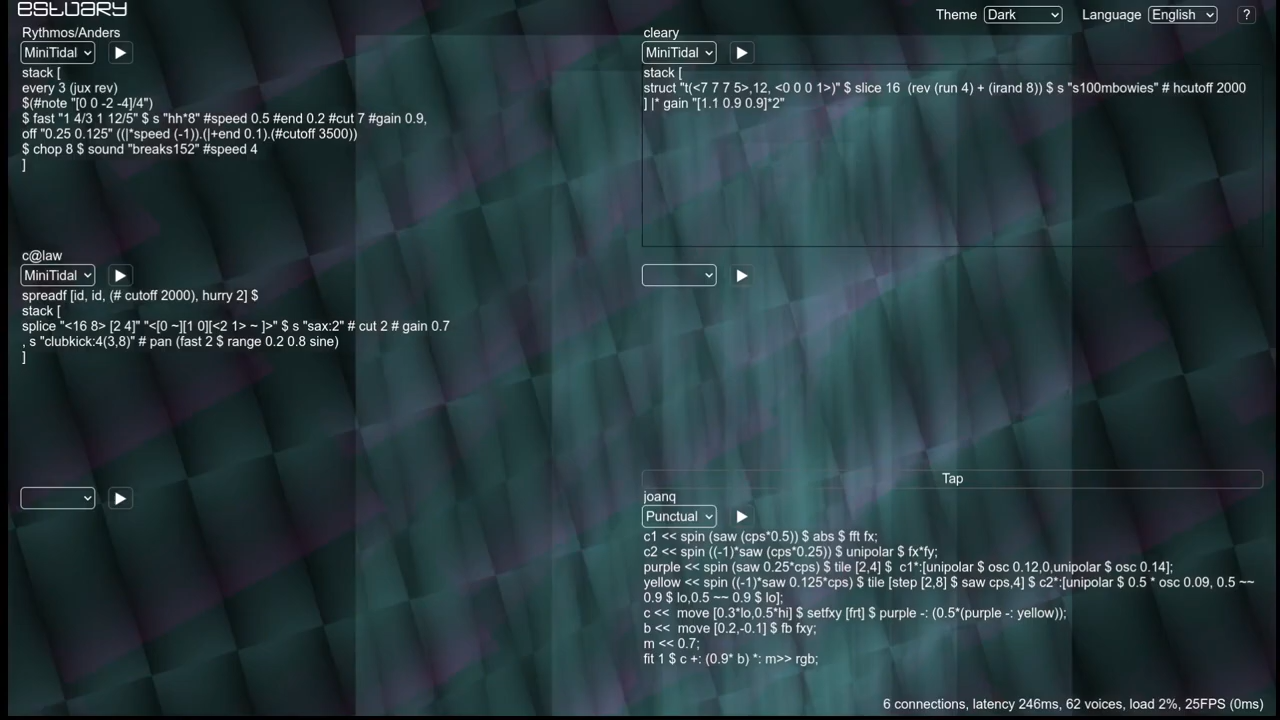 estuary
Theme Dark Language English ?
Rythmos/Anders
MiniTidal
stack [
every 3 (jux rev)
$(#note "[0 0 -2 -4]/4")
$ fast "1 4/3 1 12/5" $ s "hh*8" #speed 0.5 #end 0.2 #cut 7 #gain 0.9,
off "0.25 0.125" ((|*speed (-1)).(|+end 0.1).(#cutoff 3500))
$ chop 8 $ sound "breaks152" #speed 4
]
cleary
MiniTidal
stack [
struct "t(<7 7 7 5>,12, <0 0 0 1>)" $ slice 16  (rev (run 4) + (irand 8)) $ s "s100mbowies" # hcutoff 2000
] |* gain "[1.1 0.9 0.9]*2"
c@law
MiniTidal
spreadf [id, id, (# cutoff 2000), hurry 2] $
stack [
splice "<16 8> [2 4]" "<[0 ~][1 0][<2 1> ~ ]>" $ s "sax:2" # cut 2 # gain 0.7
, s "clubkick:4(3,8)" # pan (fast 2 $ range 0.2 0.8 sine)
]
Tap
joanq
Punctual
c1 << spin (saw (cps*0.5)) $ abs $ fft fx;
c2 << spin ((-1)*saw (cps*0.25)) $ unipolar $ fx*fy;
purple << spin (saw 0.25*cps) $ tile [2,4] $  c1*:[unipolar $ osc 0.12,0,unipolar $ osc 0.14];
yellow << spin ((-1)*saw 0.125*cps) $ tile [step [2,8] $ saw cps,4] $ c2*:[unipolar $ 0.5 * osc 0.09, 0.5 ~~
0.9 $ lo,0.5 ~~ 0.9 $ lo];
c <<  move [0.3*lo,0.5*hi] $ setfxy [frt] $ purple -: (0.5*(purple -: yellow));
b <<  move [0.2,-0.1] $ fb fxy;
m << 0.7;
fit 1 $ c +: (0.9* b) *: m>> rgb;
6 connections, latency 246ms, 62 voices, load 2%, 25FPS (0ms)